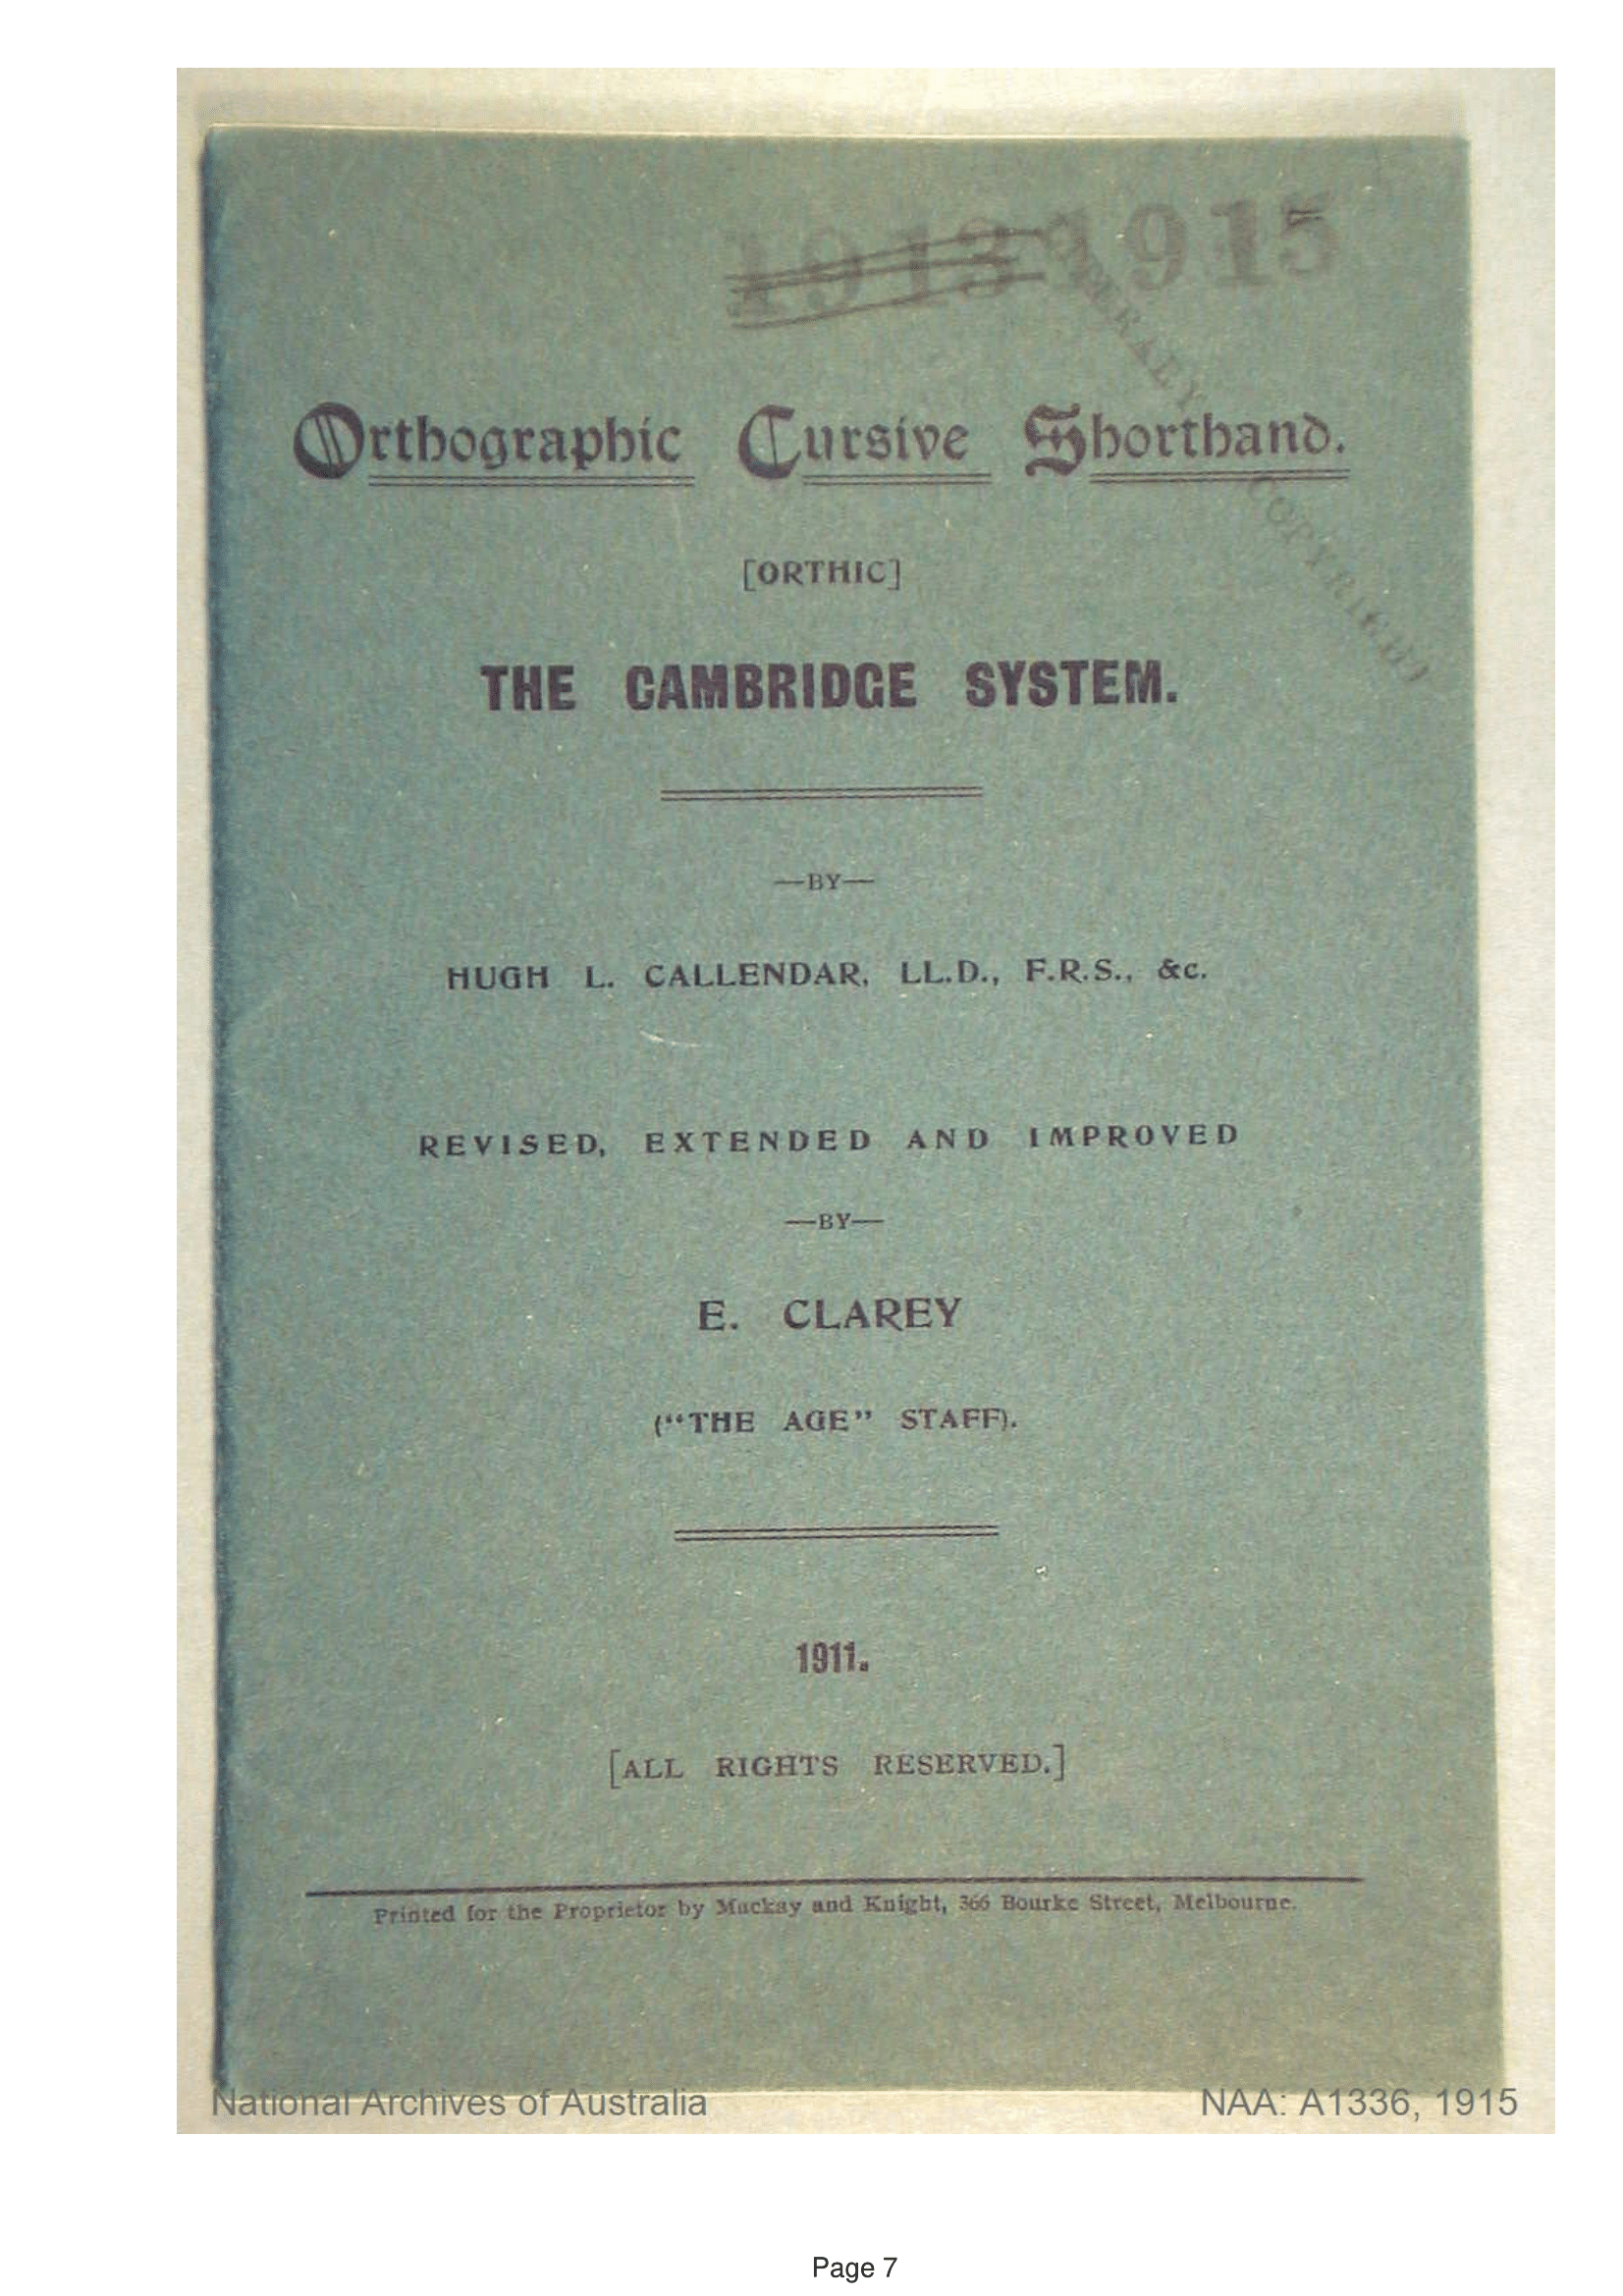 1913 1915
LITERARY
COPYRIGHT
Orthographic Cursive Shorthand.
[ORTHIC]
THE CAMBRIDGE SYSTEM.
—BY—
HUGH L. CALLENDAR, LL.D., F.R.S., &c.
REVISED, EXTENDED AND IMPROVED
—BY—
E. CLAREY
(“THE AGE” STAFF).
1911.
[ALL RIGHTS RESERVED.]
Printed for the Proprietor by Mackay and Knight, 366 Bourke Street, Melbourne.
National Archives of Australia NAA: A1336, 1915
Page 7